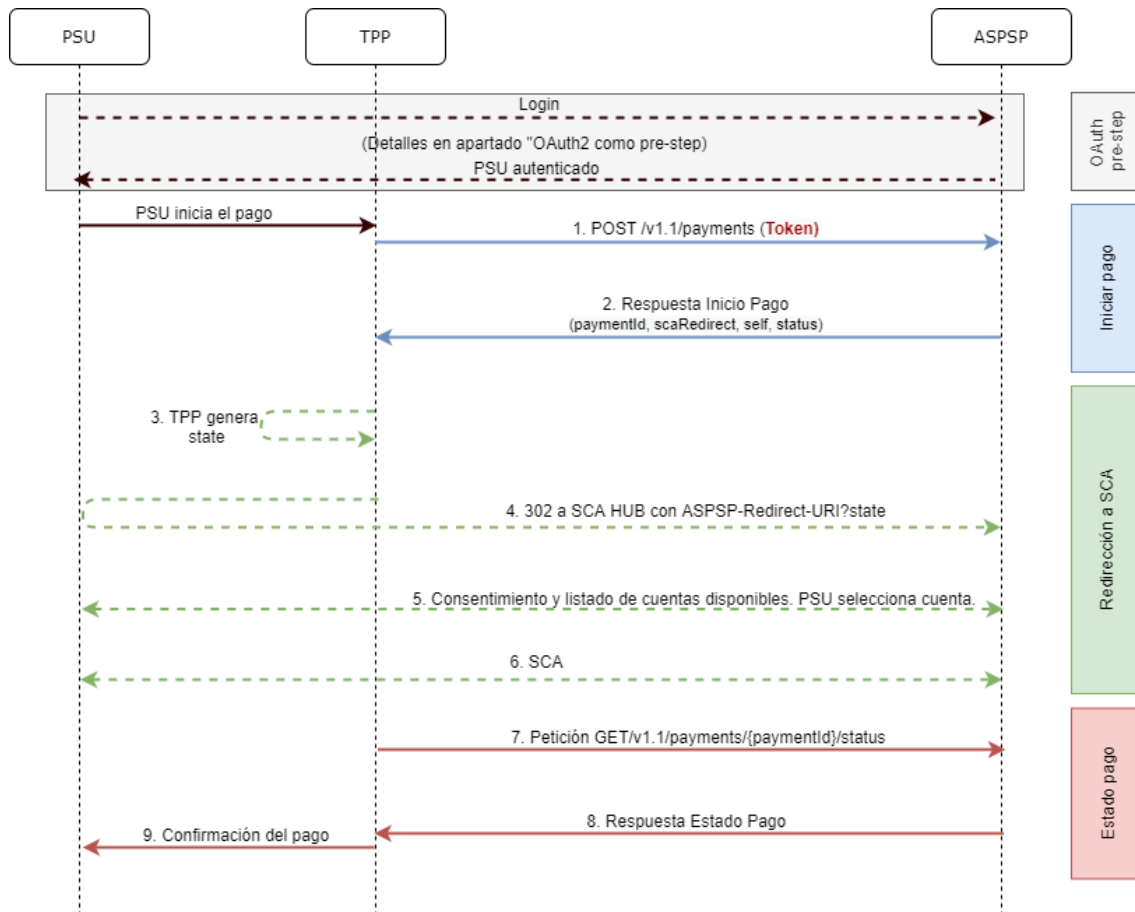 PSU
TPP
ASPSP
Login
(Detalles en apartado "OAuth2 como pre-step)
PSU autenticado
OAuth
pre-step
PSU inicia el pago
1. POST /v1.1/payments (Token)
2. Respuesta Inicio Pago
(paymentId, scaRedirect, self, status)
Iniciar pago
3. TPP genera
state
4. 302 a SCA HUB con ASPSP-Redirect-URI?state
5. Consentimiento y listado de cuentas disponibles. PSU selecciona cuenta.
6. SCA
Redirección a SCA
7. Petición GET/v1.1/payments/{paymentId}/status
8. Respuesta Estado Pago
9. Confirmación del pago
Estado pago